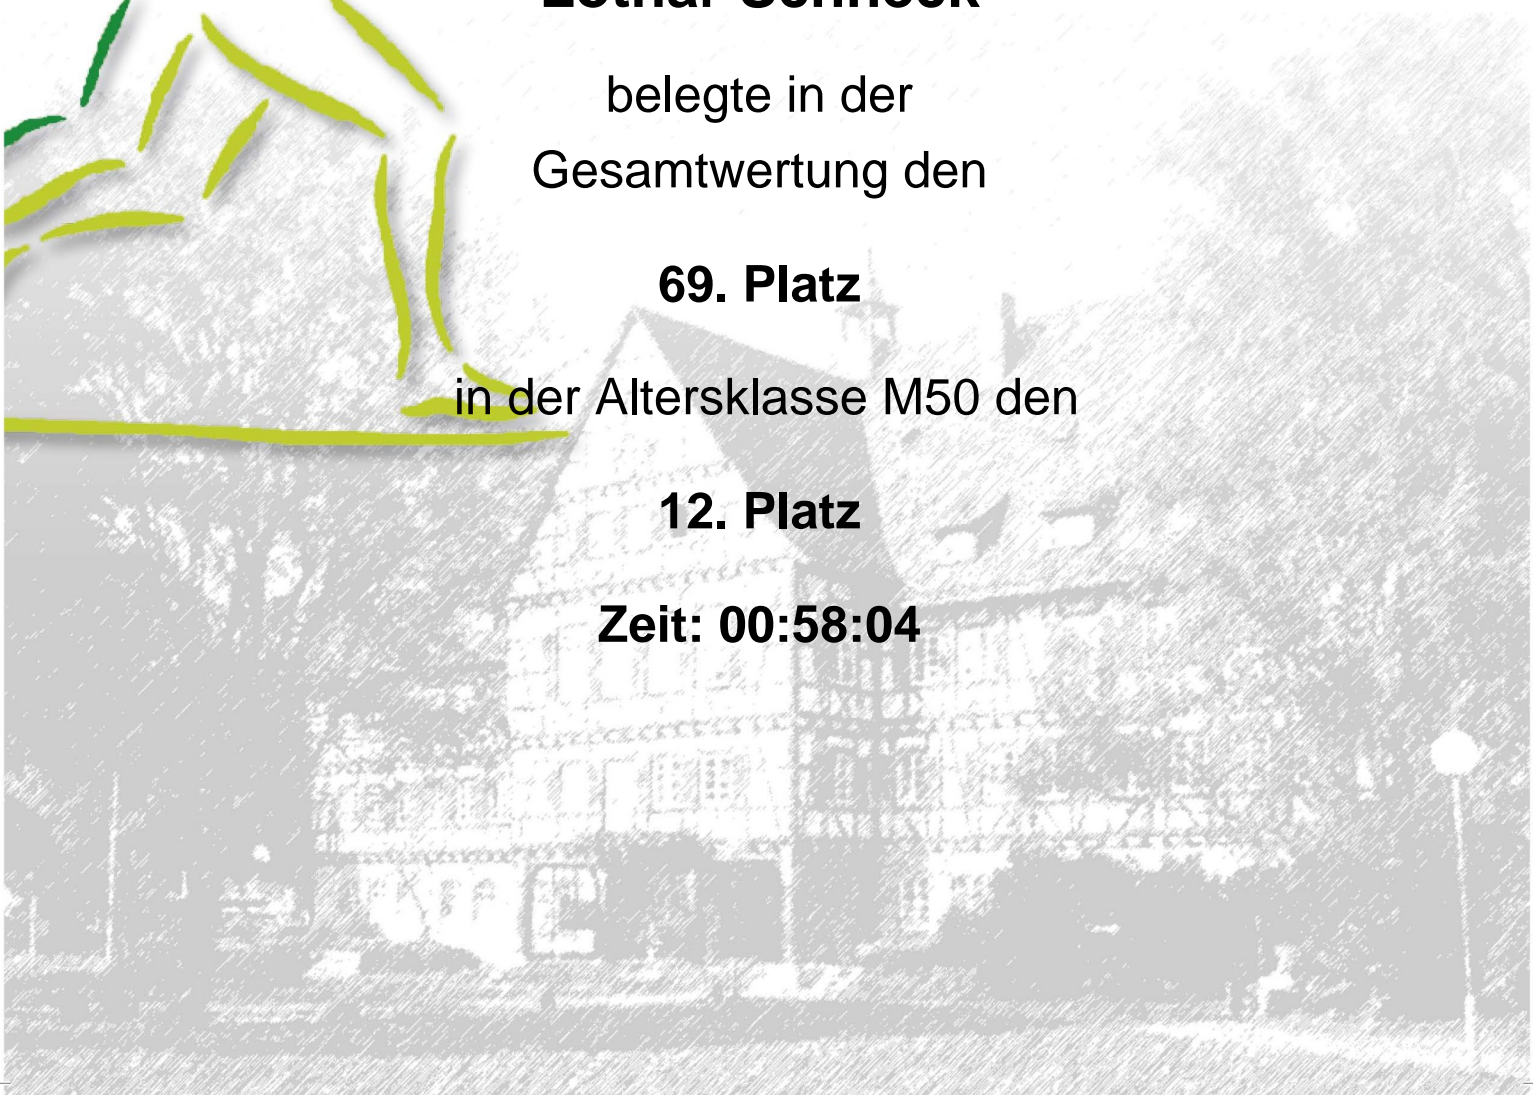 belegte in der
Gesamtwertung den
69. Platz
in der Altersklasse M50 den
12. Platz
Zeit: 00:58:04